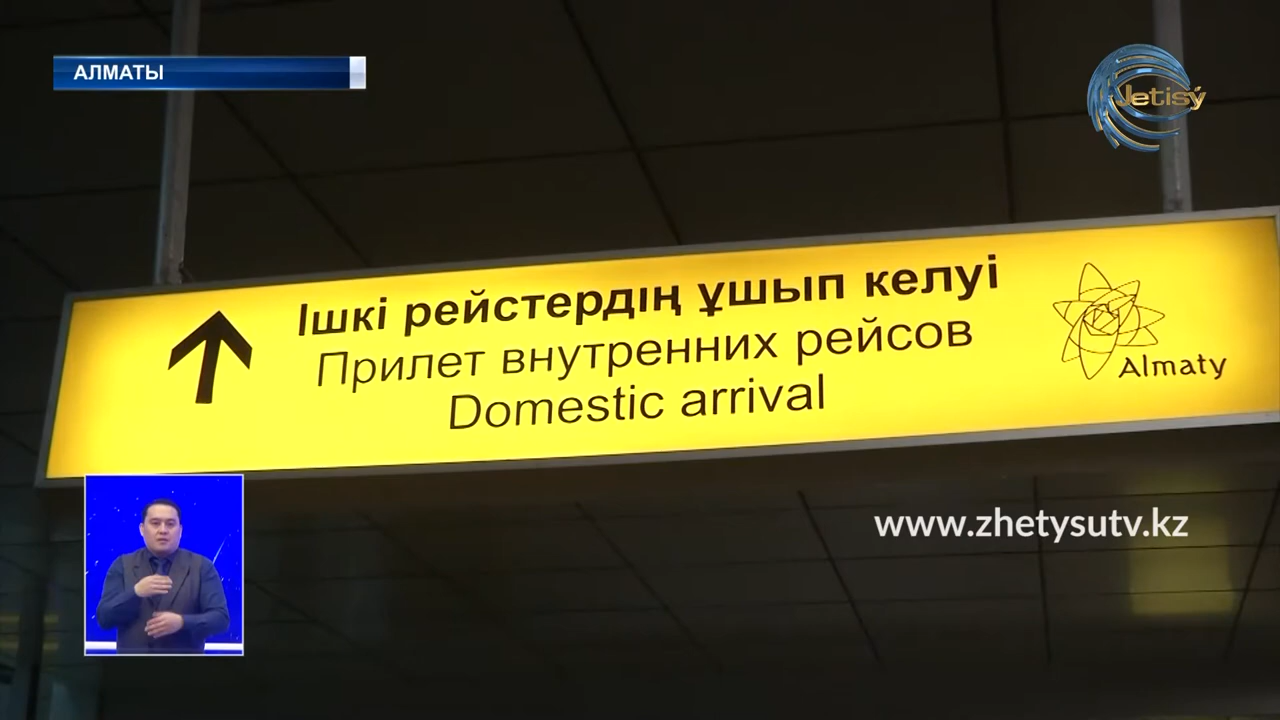 АЛМАТЫ
Jetisý
Ішкі рейстердің ұшып келуі
Прилет внутренних рейсов
Domestic arrival
Almaty
www.zhetysutv.kz